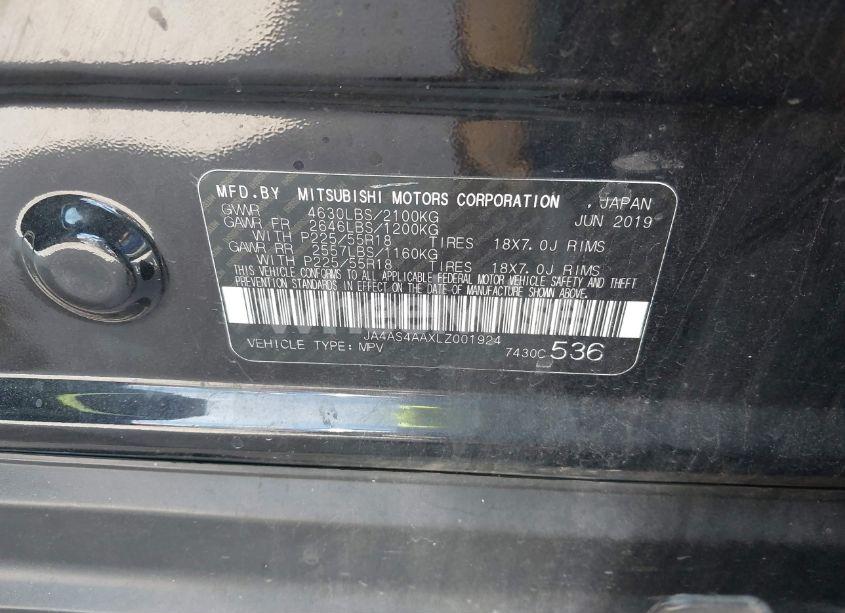 MFD.BY MITSUBISHI MOTORS CORPORATION , JAPAN
GVWR 4630LBS/2100KG JUN 2019
GAWR FR 2646LBS/1200KG
WITH P225/55R18 TIRES 18X7.0J RIMS
GAWR RR 2557LBS/1160KG
WITH P225/55R18 TIRES 18X7.0J RIMS
THIS VEHICLE CONFORMS TO ALL APPLICABLE FEDERAL MOTOR VEHICLE SAFETY AND THEFT
PREVENTION STANDARDS IN EFFECT ON THE DATE OF MANUFACTURE SHOWN ABOVE.
JA4AS4AAXLZ001924
VEHICLE TYPE: MPV 7430C 536